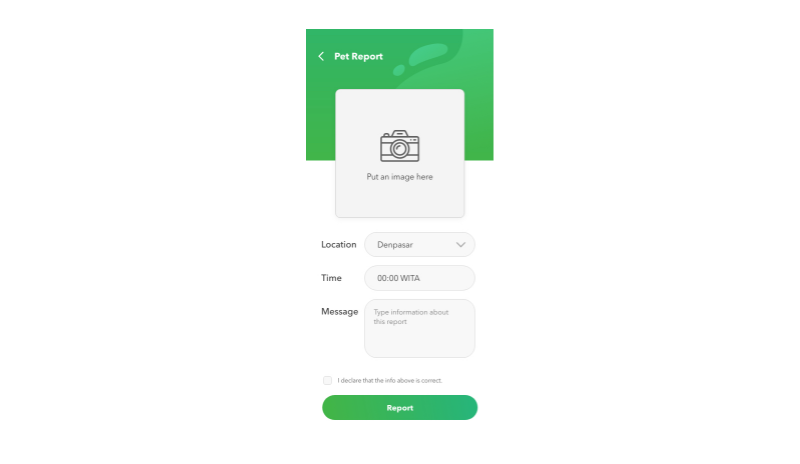 Pet Report
Put an image here
Location
Denpasar
Time
00:00 WITA
Message
Type information about
this report
I declare that the info above is correct.
Report